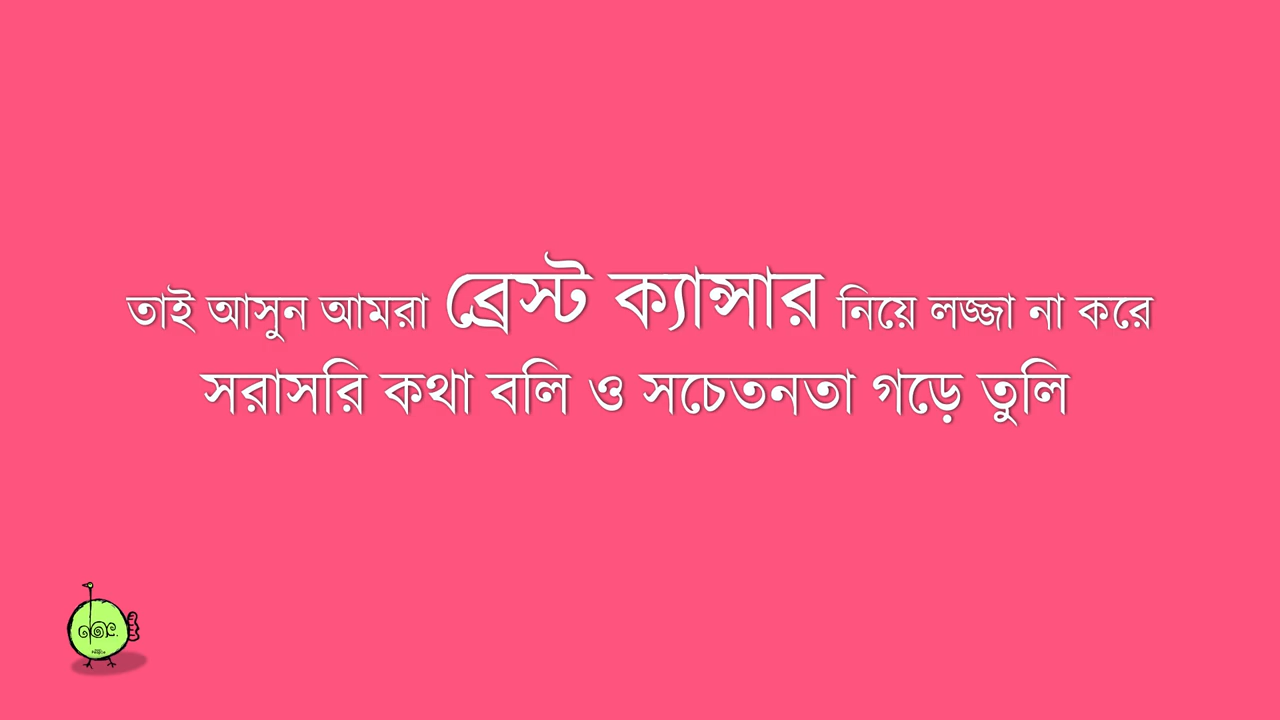 তাই আসুন আমরা ব্রেস্ট ক্যান্সার নিয়ে লজ্জা না করে
সরাসরি কথা বলি ও সচেতনতা গড়ে তুলি